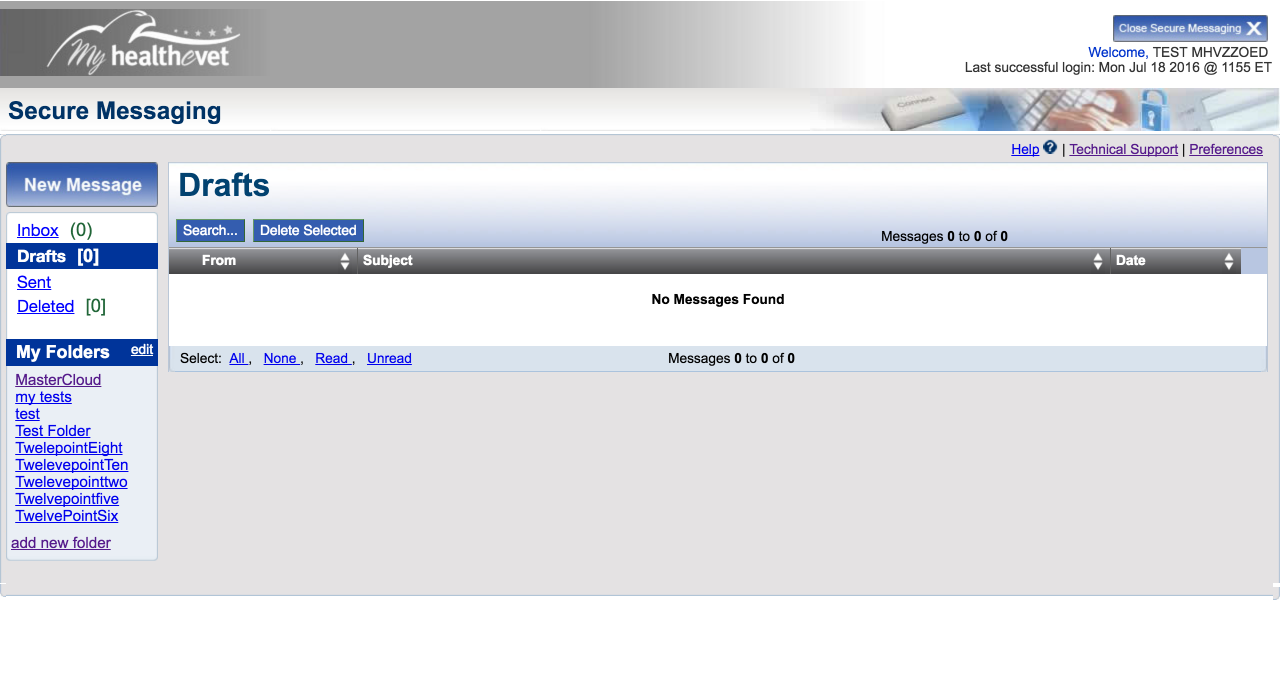 My healthevet
Close Secure Messaging X
Welcome, TEST MHVZZOED
Last successful login: Mon Jul 18 2016 @ 1155 ET
Secure Messaging
Connect
Help ? | Technical Support | Preferences
New Message
Inbox (0)
Drafts [0]
Sent
Deleted [0]
My Folders edit
MasterCloud
my tests
test
Test Folder
TwelepointEight
TwelevepointTen
Twelevepointtwo
Twelvepointfive
TwelvePointSix
add new folder
Drafts
Search... Delete Selected
Messages 0 to 0 of 0
From Subject Date
No Messages Found
Select: All , None , Read , Unread Messages 0 to 0 of 0